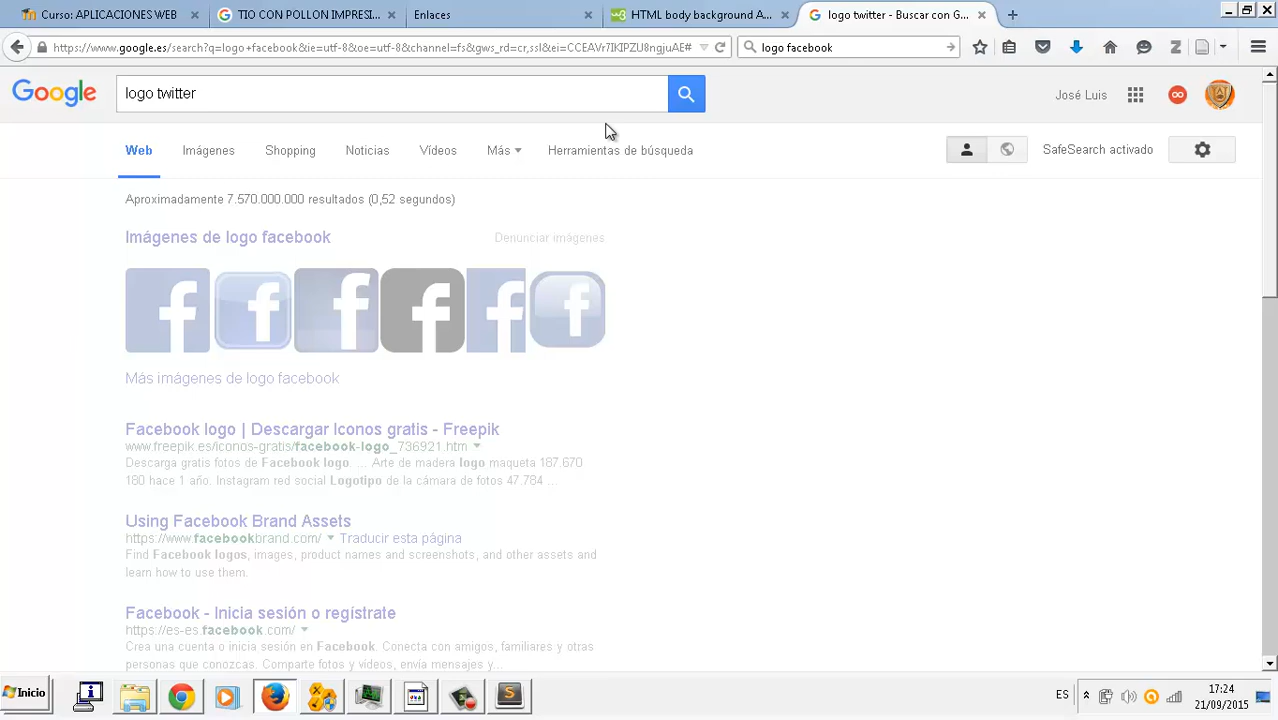 Curso: APLICACIONES WEB
TIO CON POLLON IMPRESI...
Enlaces
HTML body background A...
logo twitter - Buscar con G...
https://www.google.es/search?q=logo+facebook&ie=utf-8&oe=utf-8&channel=fs&gws_rd=cr,ssl&ei=CCEAVr7IKIPZU8ngjuAE#
logo facebook
Google
logo twitter
José Luis
Web
Imágenes
Shopping
Noticias
Vídeos
Más
Herramientas de búsqueda
SafeSearch activado
Aproximadamente 7.570.000.000 resultados (0,52 segundos)
Imágenes de logo facebook
Denunciar imágenes
Más imágenes de logo facebook
Facebook logo | Descargar Iconos gratis - Freepik
www.freepik.es/iconos-gratis/facebook-logo_736921.htm
Descarga gratis fotos de Facebook logo. ... Arte de madera logo maqueta 187.670
180 hace 1 año. Instagram red social Logotipo de la cámara de fotos 47.784 ...
Using Facebook Brand Assets
https://www.facebookbrand.com/ Traducir esta página
Find Facebook logos, images, product names and screenshots, and other assets and
learn how to use them.
Facebook - Inicia sesión o regístrate
https://es-es.facebook.com/
Crea una cuenta o inicia sesión en Facebook. Conecta con amigos, familiares y otras
personas que conozcas. Comparte fotos y vídeos, envía mensajes y...
Inicio
ES
17:24
21/09/2015